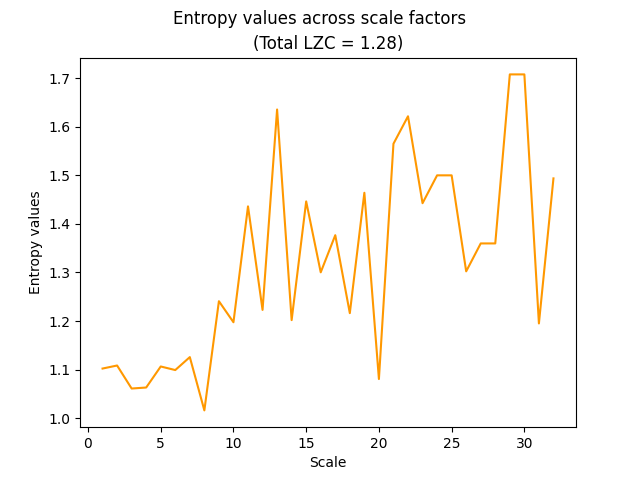 Entropy values across scale factors
(Total LZC = 1.28)
1.7
1.6
1.5
1.4
1.3
1.2
1.1
1.0
Entropy values
0 5 10 15 20 25 30
Scale